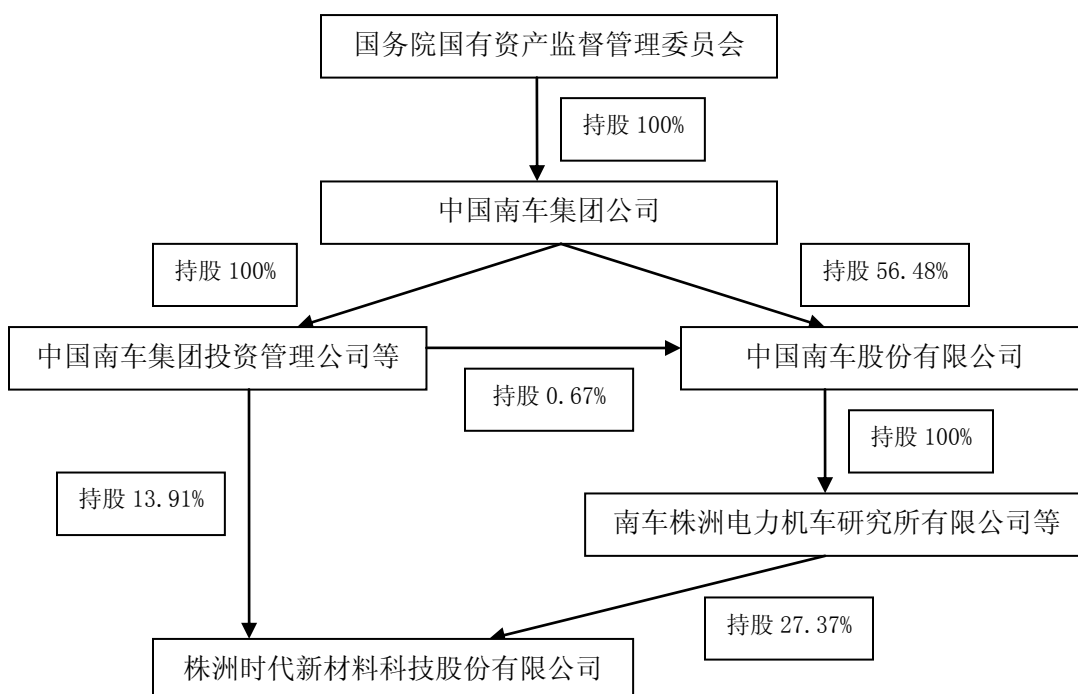 国务院国有资产监督管理委员会
持股 100%
中国南车集团公司
持股 100%
持股 56.48%
中国南车集团投资管理公司等
中国南车股份有限公司
持股 0.67%
持股 100%
持股 13.91%
南车株洲电力机车研究所有限公司等
持股 27.37%
株洲时代新材料科技股份有限公司